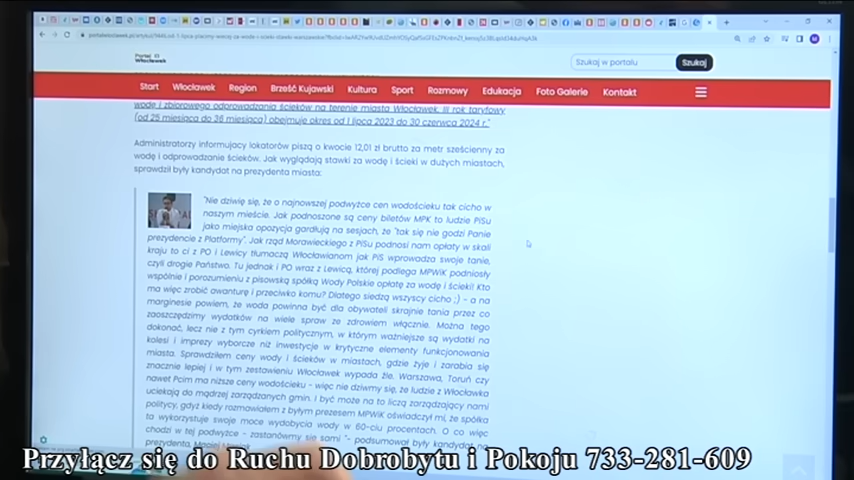 Portal
Włocławek
Szukaj w portalu
Szukaj
Start Włocławek Region Brześć Kujawski Kultura Sport Rozmowy Edukacja Foto Galerie Kontakt
wodę i zbiorowego odprowadzania ścieków na terenie miasta Włocławek. III rok taryfowy
(od 25 miesiąca do 36 miesiąca) obejmuje okres od 1 lipca 2023 do 30 czerwca 2024 r."
Administratorzy informujący lokatorów piszą o kwocie 12,01 zł brutto za metr sześcienny za
wodę i odprowadzanie ścieków. Jak wyglądają stawki za wodę i ścieki w dużych miastach,
sprawdził były kandydat na prezydenta miasta:
"Nie dziwię się, że o najnowszej podwyżce cen wodościeku tak cicho w
naszym mieście. Jak podnoszone są ceny biletów MPK to ludzie PiSu
jako miejska opozycja gardłują na sesjach, że "tak się nie godzi Panie
prezydencie z Platformy". Jak rząd Morawieckiego z PiSu podnosi nam opłaty w skali
kraju to ci z PO i Lewicy tłumaczą Włocławianom jak PiS wprowadza swoje tanie,
czyli drogie Państwo. Tu jednak i PO wraz z Lewicą, której podlega MPWiK podniosły
wspólnie i porozumieniu z pisowską spółką Wody Polskie opłatę za wodę i ścieki! Kto
ma więc zrobić awanturę i przeciwko komu? Dlatego siedzą wszyscy cicho ;) - a na
marginesie powiem, że woda powinna być dla obywateli skrajnie tania przez co
zaoszczędzimy wydatków na wiele spraw ze zdrowiem włącznie. Można tego
dokonać, lecz nie z tym cyrkiem politycznym, w którym ważniejsze są wydatki na
kolesi i imprezy wyborcze niż inwestycje w krytyczne elementy funkcjonowania
miasta. Sprawdziłem ceny wody i ścieków w miastach, gdzie żyje i zarabia się
znacznie lepiej i w tym zestawieniu Włocławek wypada źle. Warszawa, Toruń czy
nawet Pcim ma niższe ceny wodościeku - więc nie dziwmy się, że ludzie z Włocławka
uciekają do mądrzej zarządzanych gmin. I być może na to liczą zarządzający nami
politycy, gdyż kiedy rozmawiałem z byłym prezesem MPWiK oświadczył mi, że spółka
ta wykorzystuje swoje moce wydobycia wody w 60-ciu procentach. O co więc
chodzi w tej podwyżce - zastanówmy się sami "- podsumował były kandydat na
prezydenta, Maciej
Przyłącz się do Ruchu Dobrobytu i Pokoju 733-281-609